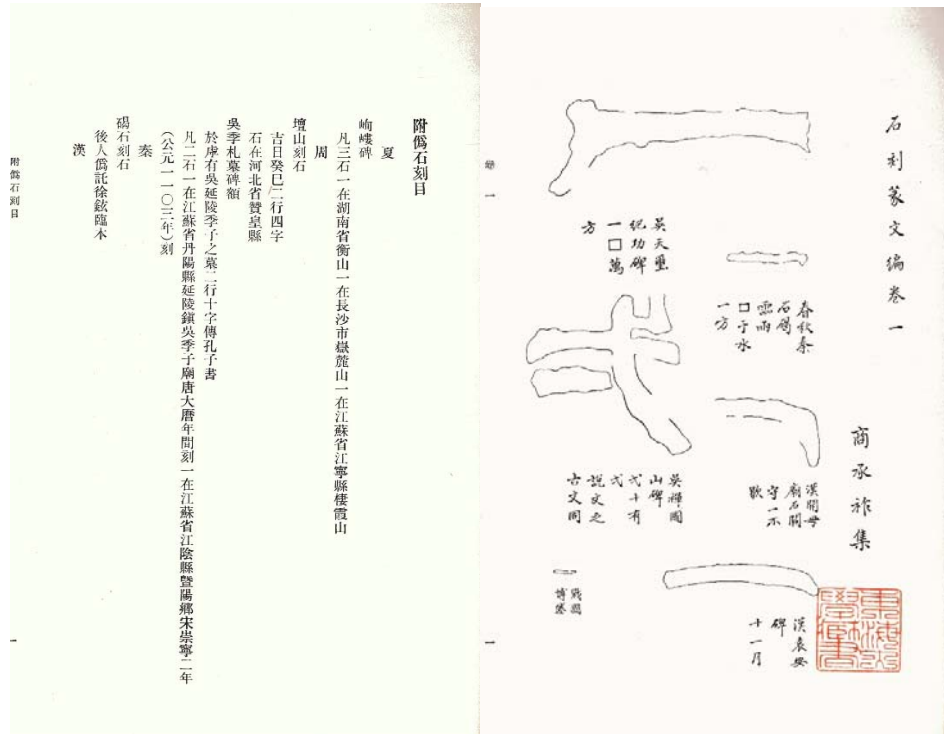 附僞石刻目
夏
岣嶁碑
凡三石一在湖南省衡山一在長沙市嶽麓山一在江蘇省江寧縣棲霞山
周
壇山刻石
吉日癸巳二行四字
石在河北省贊皇縣
吳季札墓碑額
於虖有吳延陵季子之墓二行十字傳孔子書
凡二石一在江蘇省丹陽縣延陵鎮吳季子廟唐大曆年間刻一在江蘇省江陰縣暨陽鄉宋崇寧二年
(公元一一〇三年)刻
秦
碣石刻石
後人僞託徐鉉臨本
漢
附僞石刻目
一
石刻篆文編卷一
商承祚集
吳天璽
紀功碑
一□萬
方
春秋秦
石碣
霝雨
□于水
一方
漢開母
廟石闕
守一不
歇
吳禪國
山碑
弌十有
弌
說文之
古文同
漢袁安
碑
十一月
卷一
一